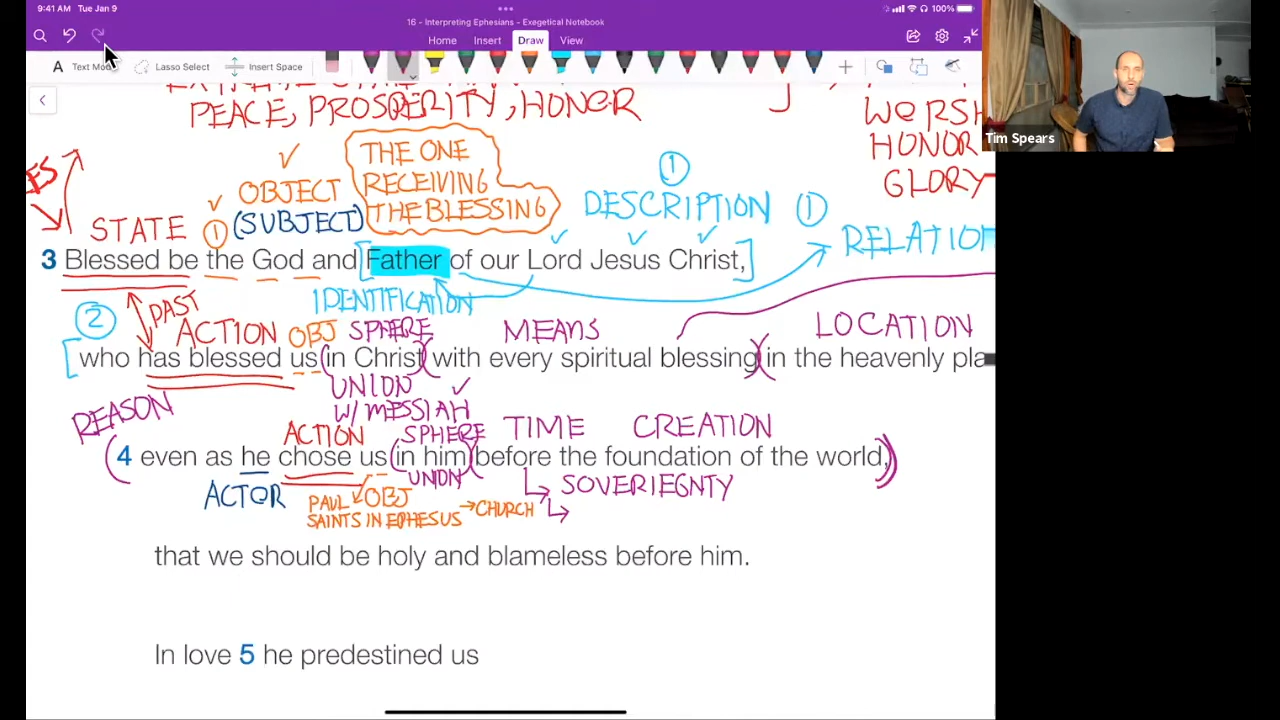 9:41 AM Tue Jan 9
100%
16 - Interpreting Ephesians - Exegetical Notebook
Home Insert Draw View
A Text Mode Lasso Select Insert Space
PEACE, PROSPERITY, HONOR
WORSH
HONOR
GLORY
Tim Spears
THE ONE
RECEIVING
THE BLESSING
OBJECT
(SUBJECT)
STATE
1
1
DESCRIPTION 1
RELATION
3 Blessed be the God and [Father of our Lord Jesus Christ,]
IDENTIFICATION
2
PAST
ACTION OBJ SPHERE MEANS LOCATION
[who has blessed us (in Christ) (with every spiritual blessing) (in the heavenly pla
UNION
W/ MESSIAH
REASON
ACTION SPHERE TIME CREATION
(4 even as he chose us (in him) (before the foundation of the world,)
UNION
SOVERIEGNTY
ACTOR
PAUL OBJ
SAINTS IN EPHESUS → CHURCH
that we should be holy and blameless before him.
In love 5 he predestined us